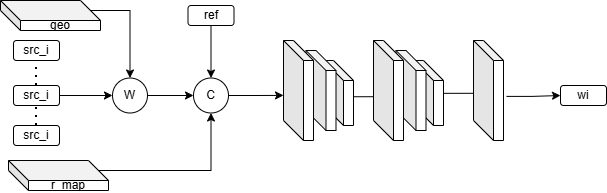 geo
ref
src_i
src_i
W
C
wi
src_i
r_map